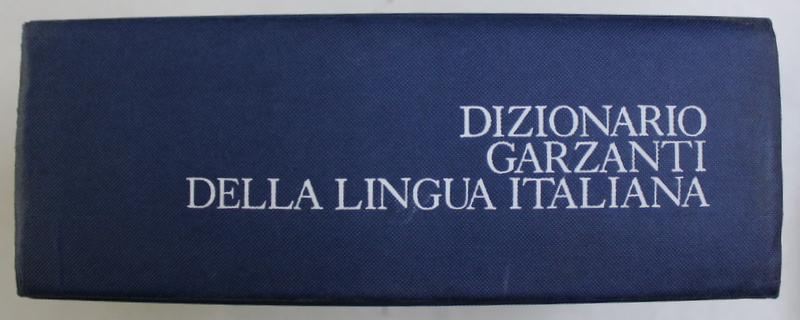 DIZIONARIO
GARZANTI
DELLA LINGUA ITALIANA